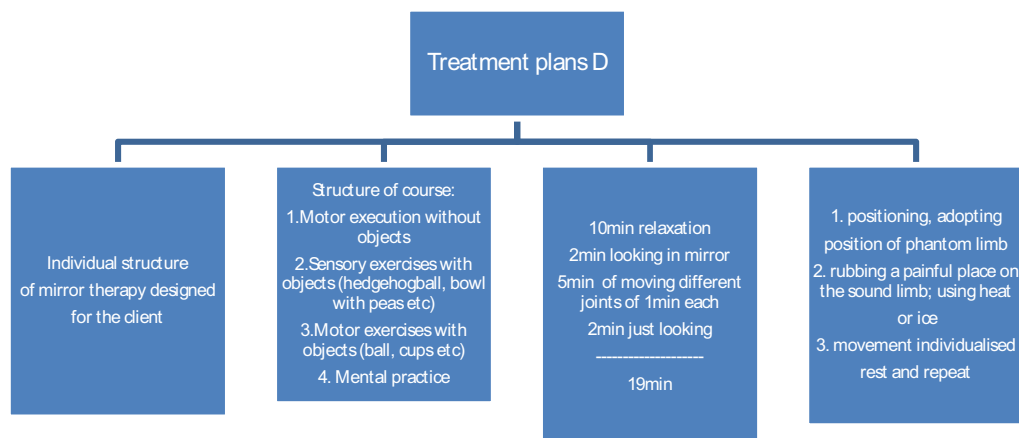 Treatment plans D
Individual structure
of mirror therapy designed
for the client
Structure of course:
1.Motor execution without
objects
2.Sensory exercises with
objects (hedgehogball, bowl
with peas etc)
3.Motor exercises with
objects (ball, cups etc)
4. Mental practice
10min relaxation
2min looking in mirror
5min of moving different
joints of 1min each
2min just looking
--------------------
19min
1. positioning, adopting
position of phantom limb
2. rubbing a painful place on
the sound limb; using heat
or ice
3. movement individualised
rest and repeat